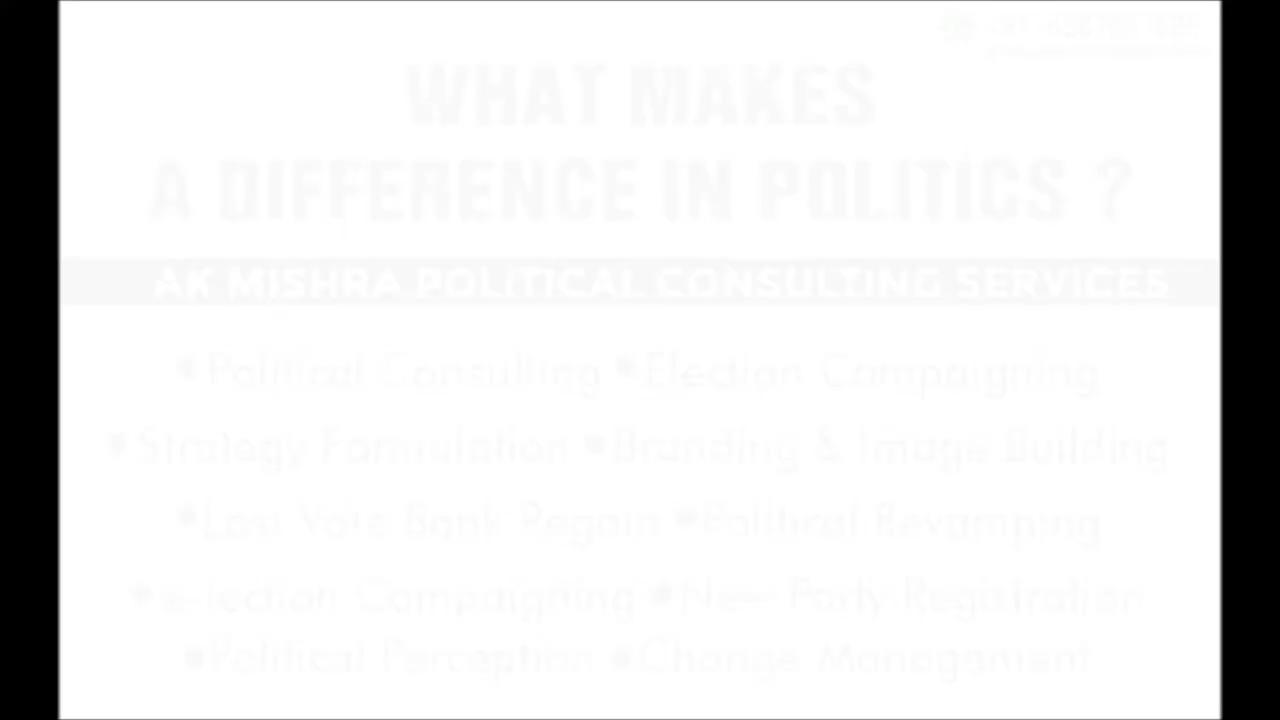 WHAT MAKES
A DIFFERENCE IN POLITICS ?
AK MISHRA POLITICAL CONSULTING SERVICES
•Political Consulting •Election Campaigning
•Strategy Formulation •Branding & Image Building
•Lost Vote Bank Regain •Political Revamping
•e-lection Campaigning •New Party Registration
•Political Perception •Change Management